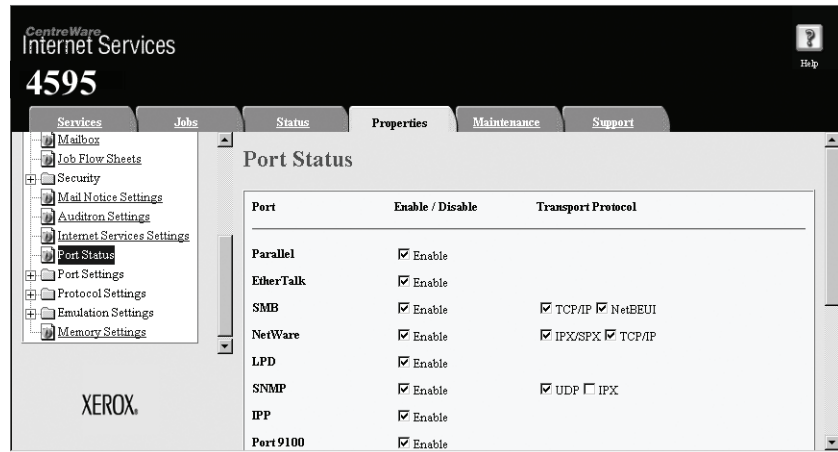 CentreWare
Internet Services
4595
Help
Services Jobs Status Properties Maintenance Support
Mailbox
Job Flow Sheets
Security
Mail Notice Settings
Auditron Settings
Internet Services Settings
Port Status
Port Settings
Protocol Settings
Emulation Settings
Memory Settings
XEROX®
Port Status
Port Enable / Disable Transport Protocol
Parallel Enable
EtherTalk Enable
SMB Enable TCP/IP NetBEUI
NetWare Enable IPX/SPX TCP/IP
LPD Enable
SNMP Enable UDP IPX
IPP Enable
Port 9100 Enable